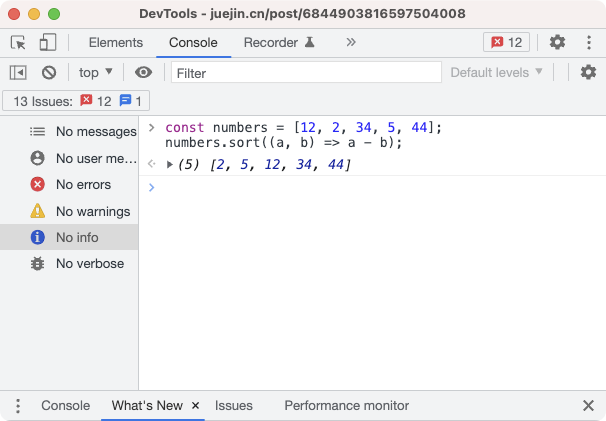 DevTools - juejin.cn/post/6844903816597504008
Elements Console Recorder 12
top Filter Default levels
13 Issues: 12 1
No messages
No user me...
No errors
No warnings
No info
No verbose
> const numbers = [12, 2, 34, 5, 44];
numbers.sort((a, b) => a - b);
(5) [2, 5, 12, 34, 44]
>
Console What's New × Issues Performance monitor